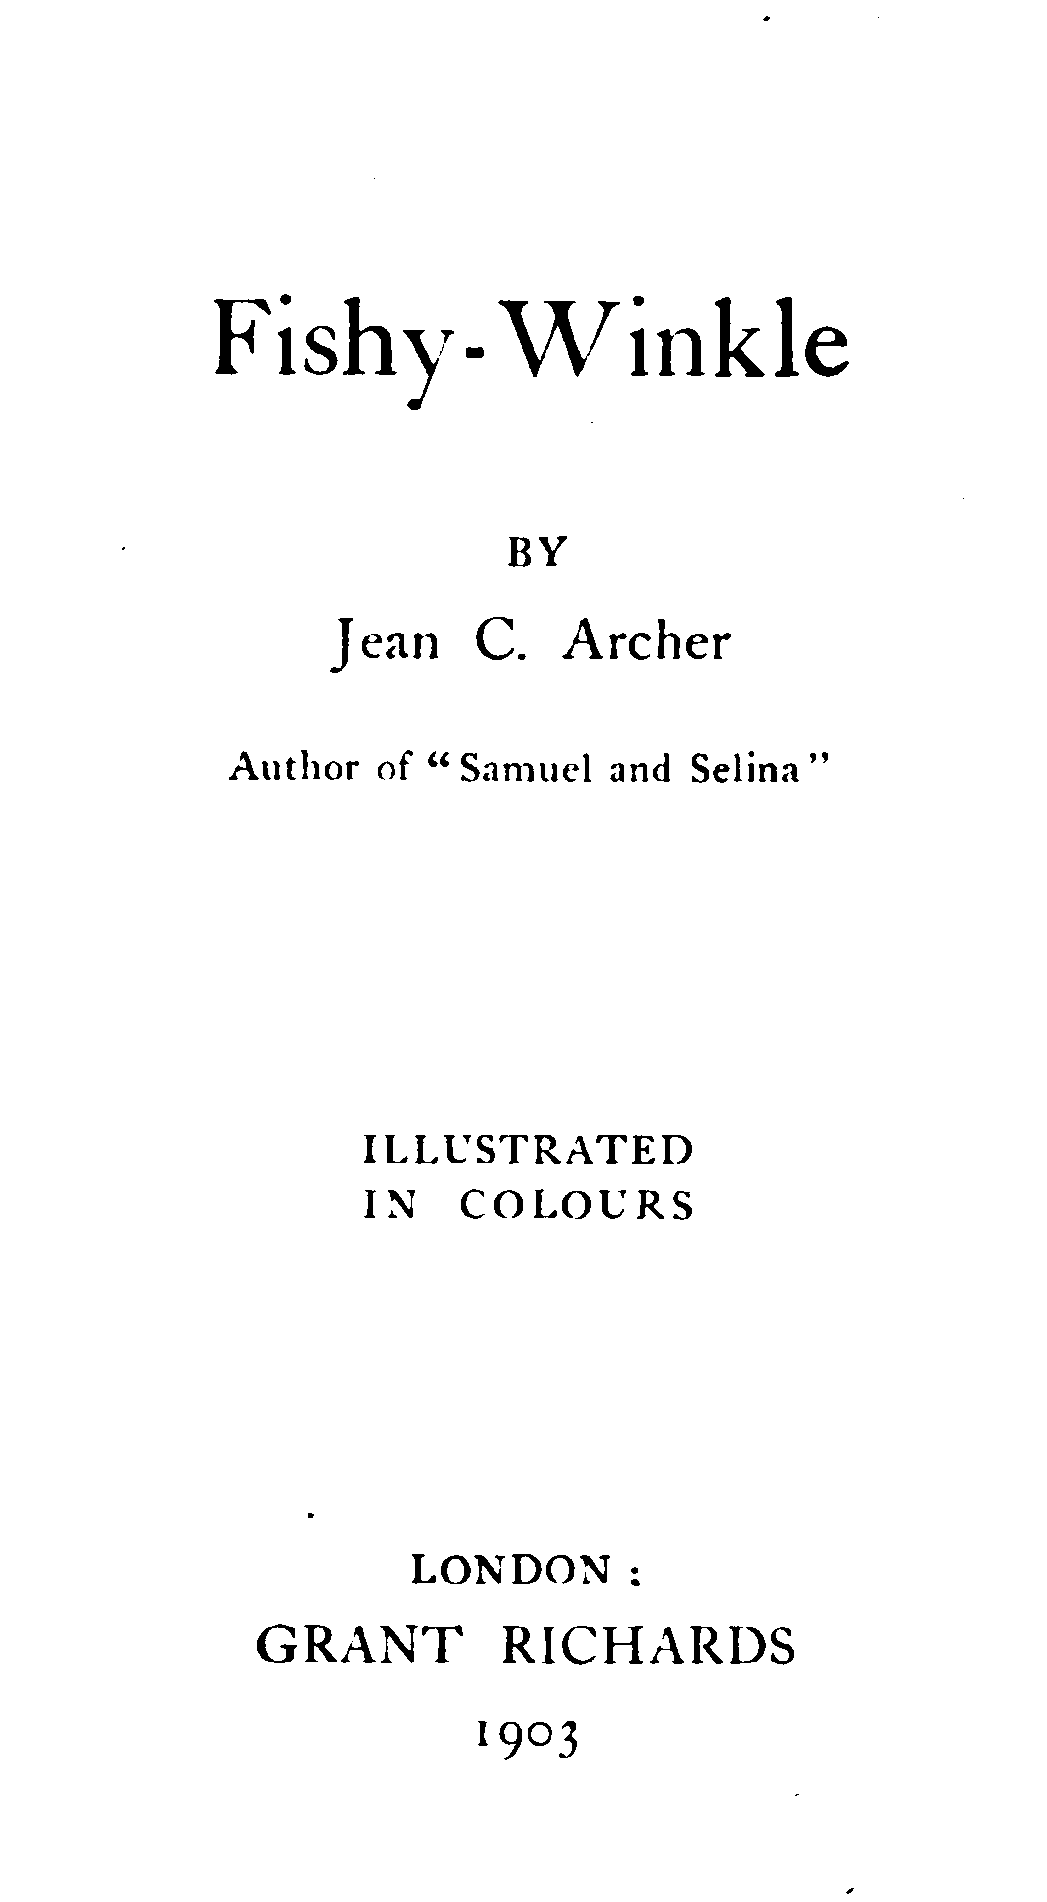 Fishy-Winkle
BY
Jean C. Archer
Author of “Samuel and Selina”
ILLUSTRATED
IN COLOURS
LONDON :
GRANT RICHARDS
1903